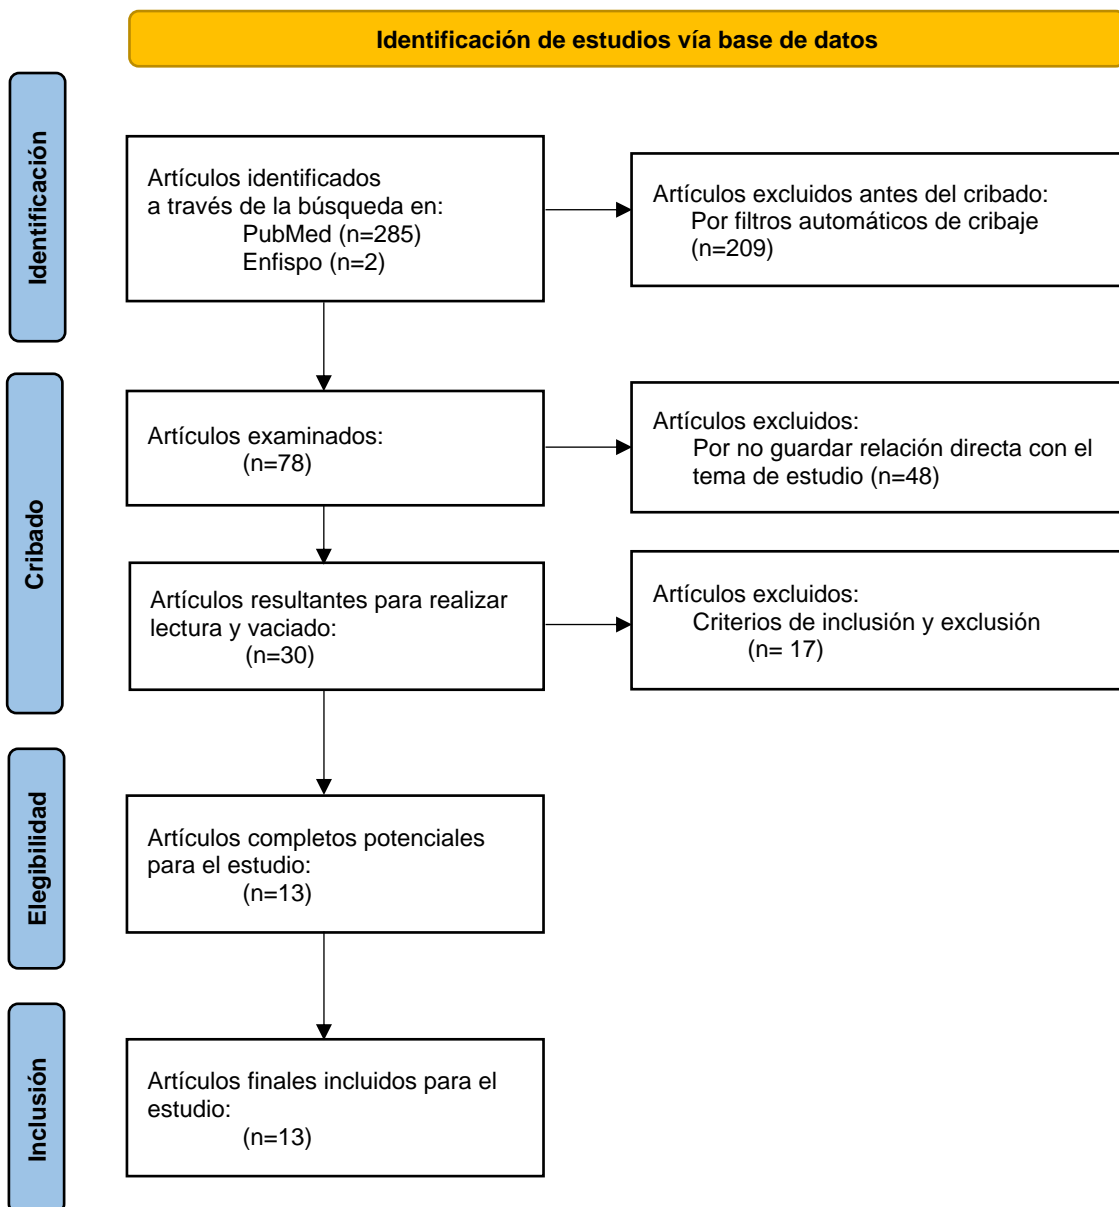 Identificación de estudios vía base de datos
Identificación
Artículos identificados
a través de la búsqueda en:
PubMed (n=285)
Enfispo (n=2)
Artículos excluidos antes del cribado:
Por filtros automáticos de cribaje
(n=209)
Cribado
Artículos examinados:
(n=78)
Artículos excluidos:
Por no guardar relación directa con el
tema de estudio (n=48)
Artículos resultantes para realizar
lectura y vaciado:
(n=30)
Artículos excluidos:
Criterios de inclusión y exclusión
(n= 17)
Elegibilidad
Artículos completos potenciales
para el estudio:
(n=13)
Inclusión
Artículos finales incluidos para el
estudio:
(n=13)